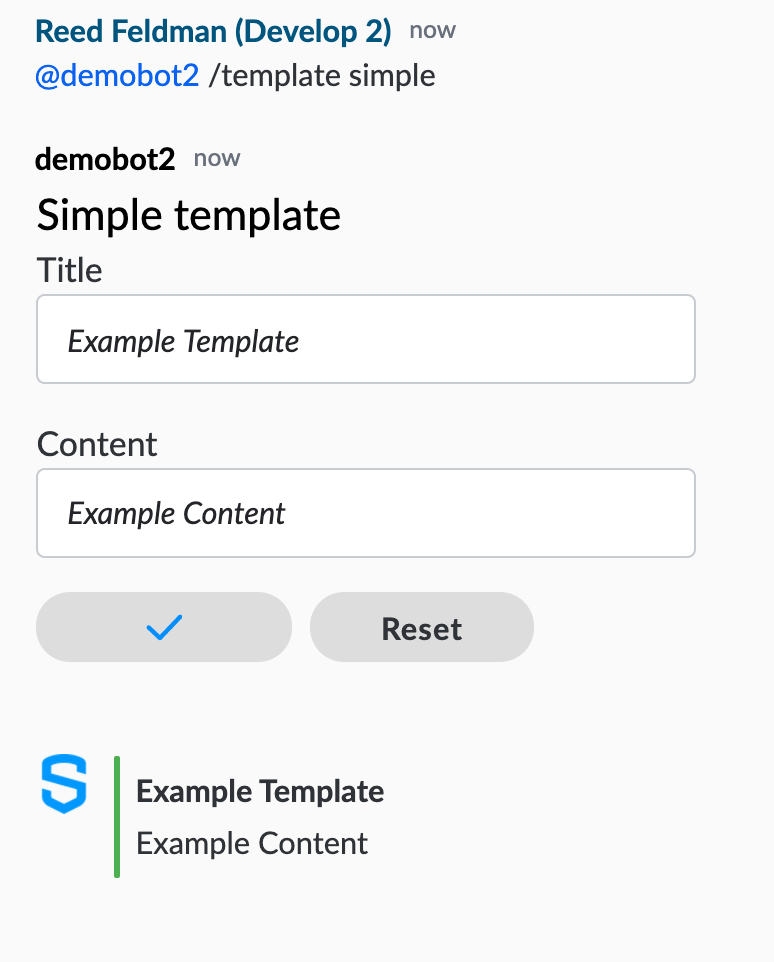 Reed Feldman (Develop 2) now
@demobot2 /template simple
demobot2 now
Simple template
Title
Example Template
Content
Example Content
Reset
Example Template
Example Content